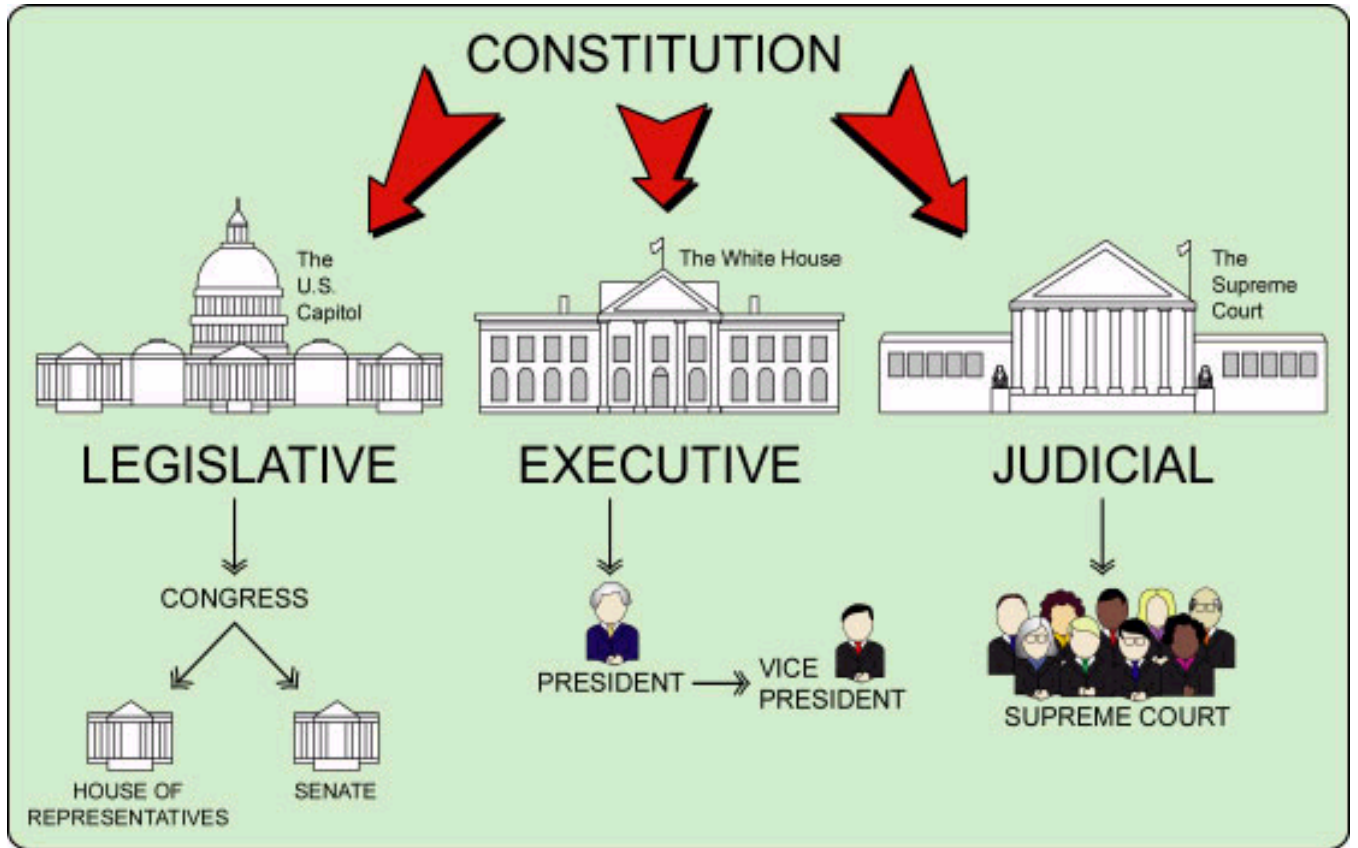 CONSTITUTION
The
U.S.
Capitol
The White House
The
Supreme
Court
LEGISLATIVE
EXECUTIVE
JUDICIAL
CONGRESS
HOUSE OF
REPRESENTATIVES
SENATE
PRESIDENT
VICE
PRESIDENT
SUPREME COURT